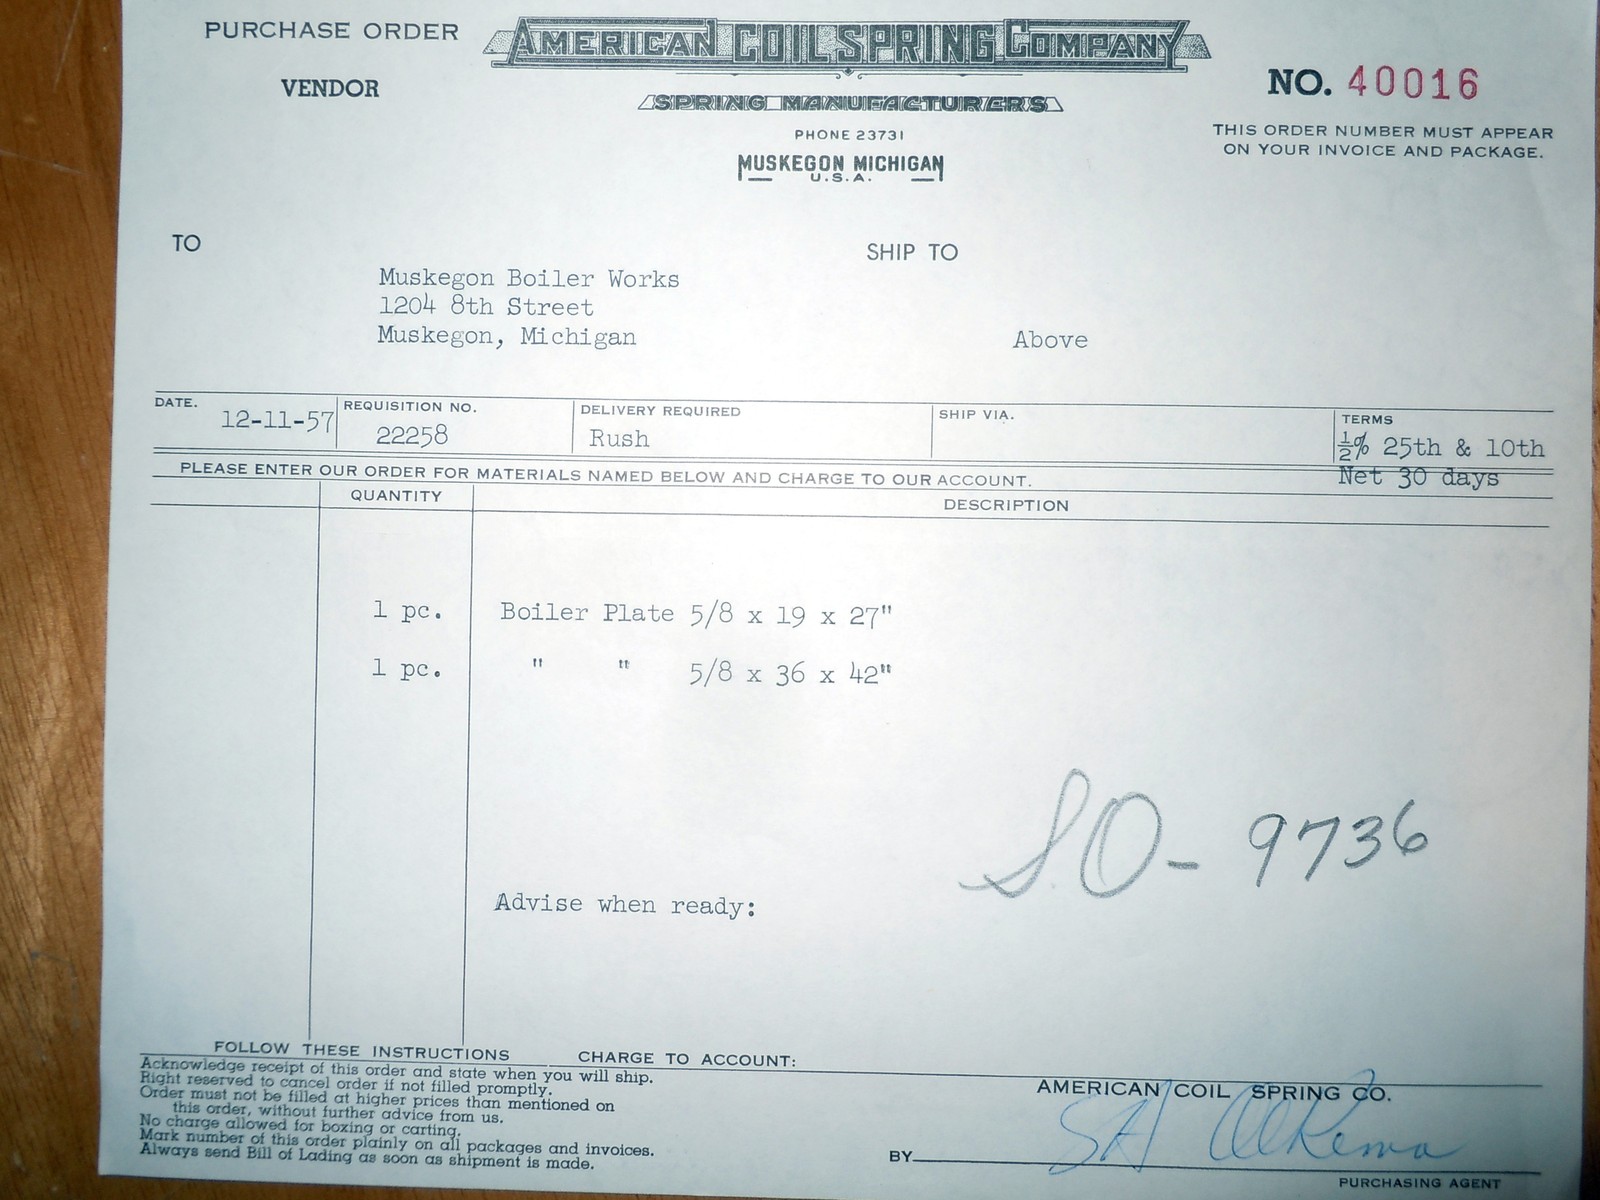 PURCHASE ORDER
AMERICAN COIL SPRING COMPANY
VENDOR
SPRING MANUFACTURERS
NO. 40016
PHONE 23731
THIS ORDER NUMBER MUST APPEAR
ON YOUR INVOICE AND PACKAGE.
MUSKEGON MICHIGAN
U.S.A.
TO
SHIP TO
Muskegon Boiler Works
1204 8th Street
Muskegon, Michigan
Above
DATE. 12-11-57
REQUISITION NO. 22258
DELIVERY REQUIRED Rush
SHIP VIA.
TERMS
½% 25th & 10th
Net 30 days
PLEASE ENTER OUR ORDER FOR MATERIALS NAMED BELOW AND CHARGE TO OUR ACCOUNT.
QUANTITY DESCRIPTION
1 pc. Boiler Plate 5/8 x 19 x 27"
1 pc. " " 5/8 x 36 x 42"
SO- 9736
Advise when ready:
FOLLOW THESE INSTRUCTIONS CHARGE TO ACCOUNT:
Acknowledge receipt of this order and state when you will ship.
Right reserved to cancel order if not filled promptly.
Order must not be filled at higher prices than mentioned on
this order, without further advice from us.
No charge allowed for boxing or carting.
Mark number of this order plainly on all packages and invoices.
Always send Bill of Lading as soon as shipment is made.
AMERICAN COIL SPRING CO.
BY
PURCHASING AGENT